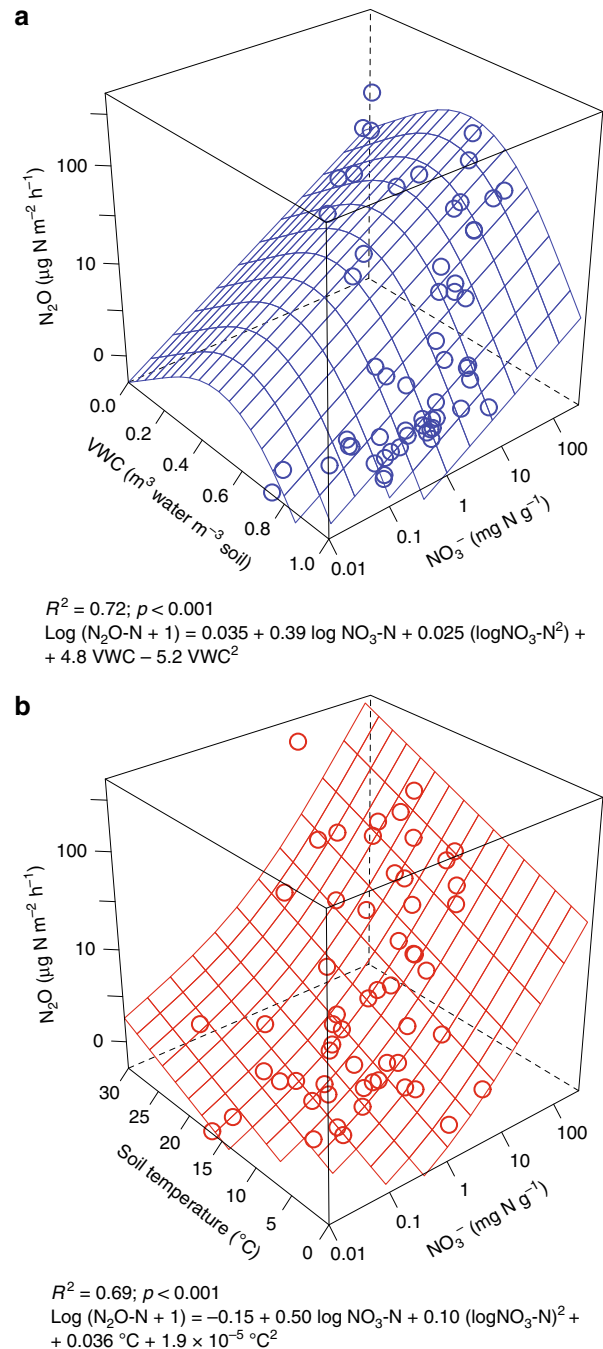 a
100
10
0
N₂O (μg N m⁻² h⁻¹)
0.0
0.2
0.4
0.6
0.8
1.0
VWC (m³ water m⁻³ soil)
0.01
0.1
1
10
100
NO₃⁻ (mg N g⁻¹)
R² = 0.72; p < 0.001
Log (N₂O-N + 1) = 0.035 + 0.39 log NO₃-N + 0.025 (logNO₃-N²) +
+ 4.8 VWC – 5.2 VWC²
b
100
10
0
N₂O (μg N m⁻² h⁻¹)
30
25
20
15
10
5
0
Soil temperature (°C)
0.01
0.1
1
10
100
NO₃⁻ (mg N g⁻¹)
R² = 0.69; p < 0.001
Log (N₂O-N + 1) = –0.15 + 0.50 log NO₃-N + 0.10 (logNO₃-N)² +
+ 0.036 °C + 1.9 × 10⁻⁵ °C²